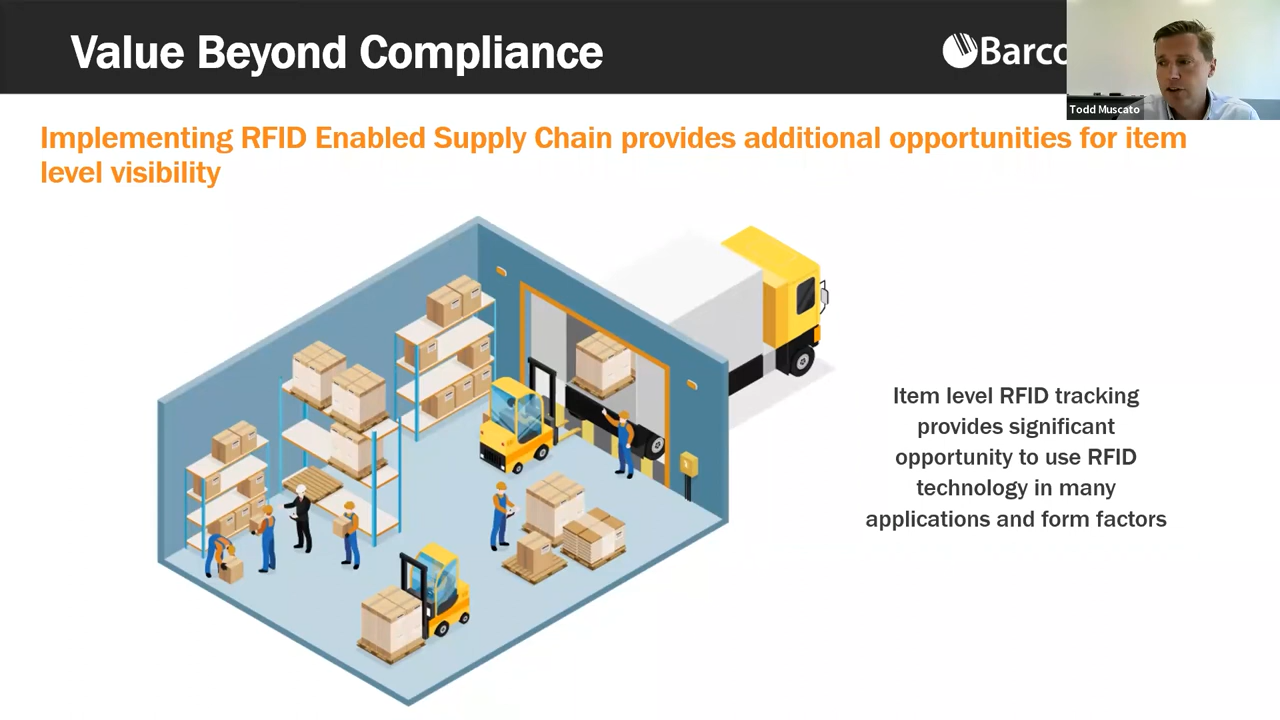 Value Beyond Compliance
Todd Muscato
Implementing RFID Enabled Supply Chain provides additional opportunities for item
level visibility
Item level RFID tracking
provides significant
opportunity to use RFID
technology in many
applications and form factors